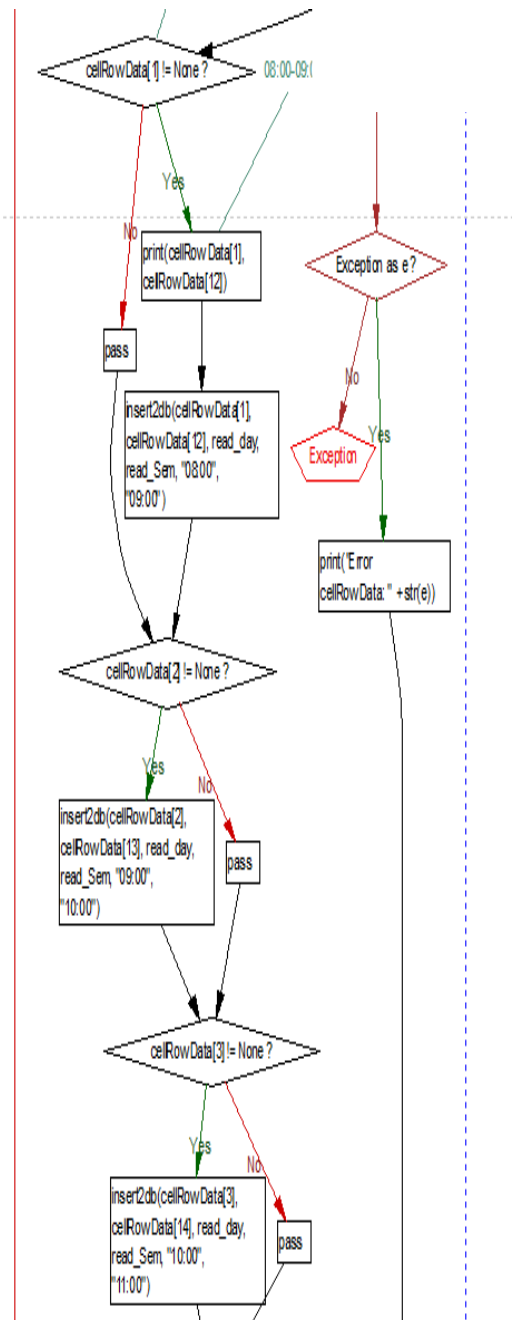 cellRowData[1] != None ?
08:00-09:0
Yes
No
print(cellRowData[1],
cellRowData[12])
Exception as e ?
pass
No
insert2db(cellRowData[1],
cellRowData[12], read_day,
read_Sem, "08:00",
"09:00")
Yes
Exception
print("Error
cellRowData: " +str(e))
cellRowData[2] != None ?
Yes
No
insert2db(cellRowData[2],
cellRowData[13], read_day,
read_Sem, "09:00",
"10:00")
pass
cellRowData[3] != None ?
Yes
No
insert2db(cellRowData[3],
cellRowData[14], read_day,
read_Sem, "10:00",
"11:00")
pass